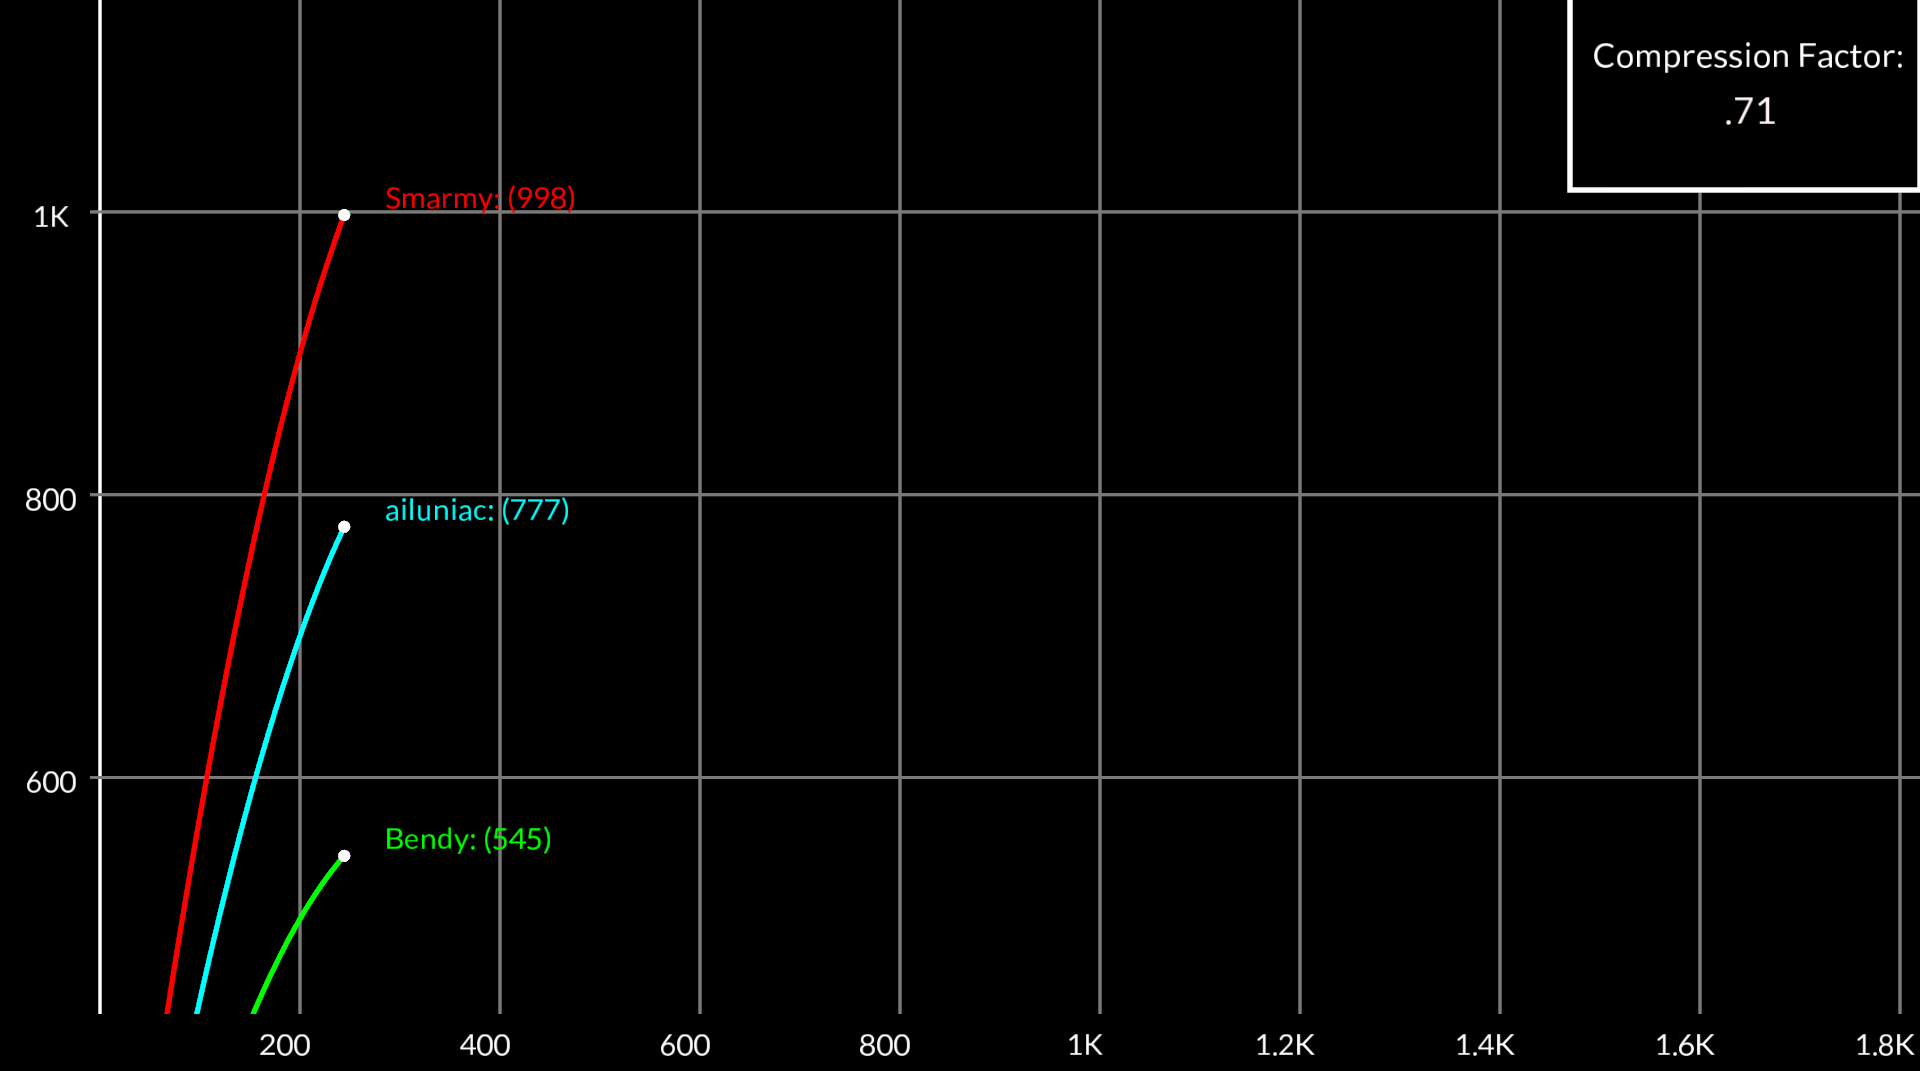 Compression Factor:
.71
Smarmy: (998)
1K
ailuniac: (777)
800
600
Bendy: (545)
200 400 600 800 1K 1.2K 1.4K 1.6K 1.8K